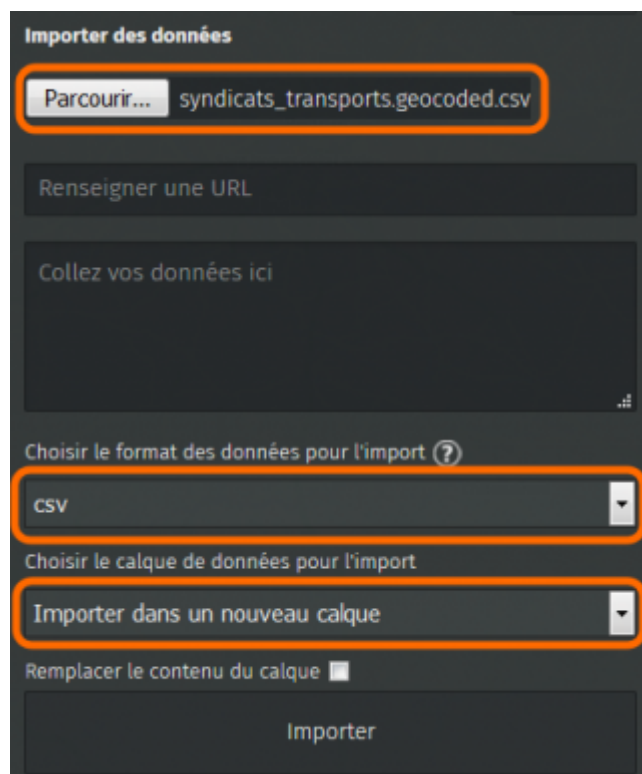 Importer des données
Parcourir... syndicats_transports.geocoded.csv
Renseigner une URL
Collez vos données ici
Choisir le format des données pour l'import ?
csv
Choisir le calque de données pour l'import
Importer dans un nouveau calque
Remplacer le contenu du calque
Importer